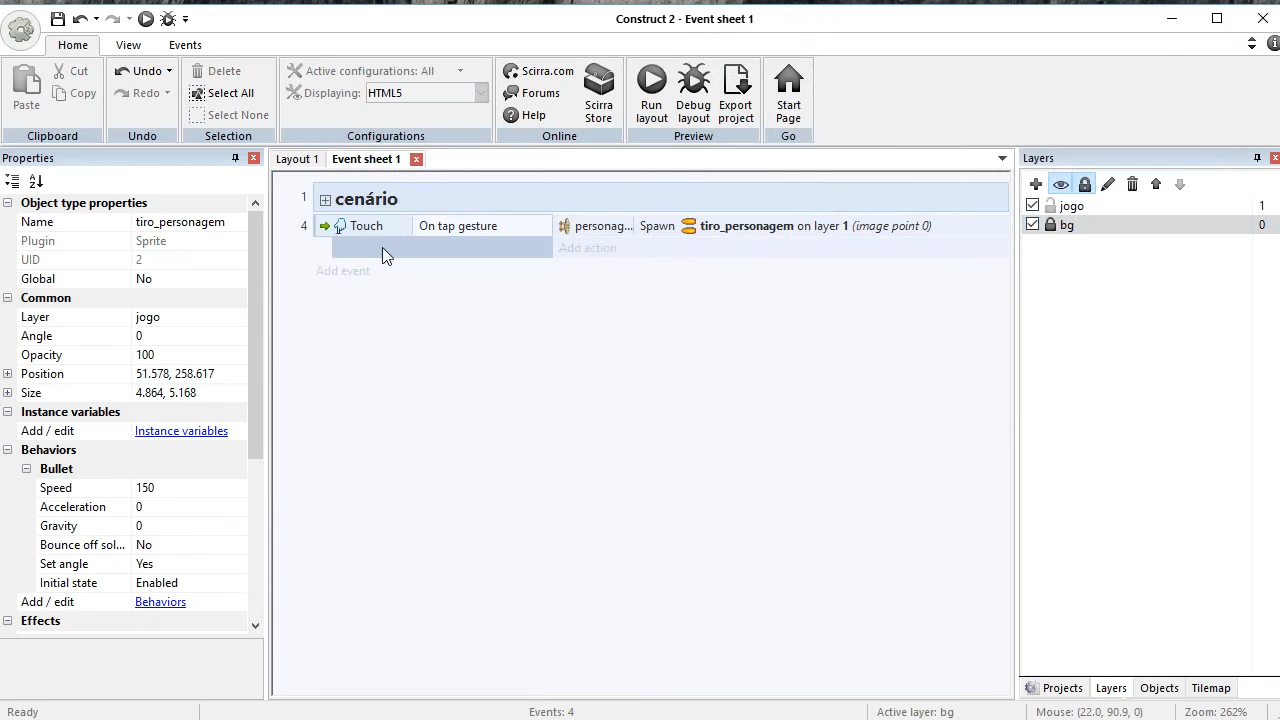 Construct 2 - Event sheet 1
Home
View
Events
Paste
Cut
Copy
Clipboard
Undo
Redo
Undo
Delete
Select All
Select None
Selection
Active configurations: All
Displaying:
HTML5
Configurations
Scirra.com
Forums
Help
Scirra Store
Online
Run layout
Debug layout
Export project
Preview
Start Page
Go
Properties
Object type properties
Name tiro_personagem
Plugin Sprite
UID 2
Global No
Common
Layer jogo
Angle 0
Opacity 100
Position 51.578, 258.617
Size 4.864, 5.168
Instance variables
Add / edit Instance variables
Behaviors
Bullet
Speed 150
Acceleration 0
Gravity 0
Bounce off sol... No
Set angle Yes
Initial state Enabled
Add / edit Behaviors
Effects
Layout 1
Event sheet 1
1 cenário
4 Touch On tap gesture personag... Spawn tiro_personagem on layer 1 (image point 0)
Add action
Add event
Layers
jogo 1
bg 0
Projects
Layers
Objects
Tilemap
Ready
Events: 4
Active layer: bg
Mouse: (22.0, 90.9, 0)
Zoom: 262%